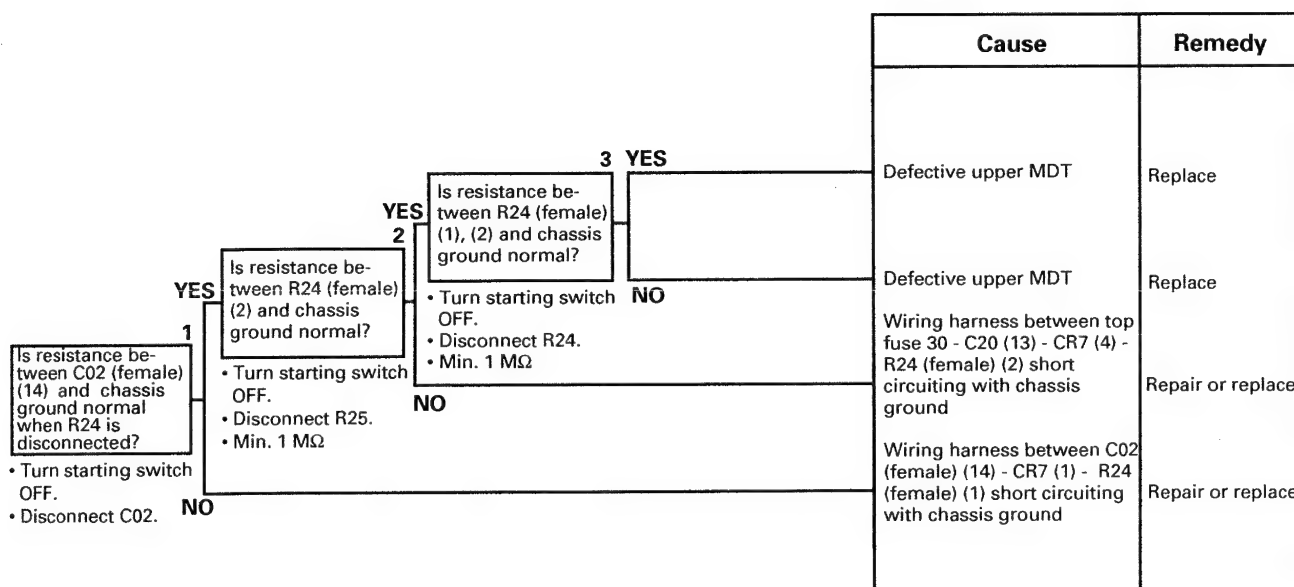 Cause
Remedy
3 YES
Is resistance be-
tween R24 (female)
(1), (2) and chassis
ground normal?
• Turn starting switch
OFF.
• Disconnect R24.
• Min. 1 MΩ
NO
Defective upper MDT
Replace
Defective upper MDT
Replace
YES
2
Is resistance be-
tween R24 (female)
(2) and chassis
ground normal?
• Turn starting switch
OFF.
• Disconnect R25.
• Min. 1 MΩ
NO
Wiring harness between top
fuse 30 - C20 (13) - CR7 (4) -
R24 (female) (2) short
circuiting with chassis
ground
Repair or replace
YES
1
Is resistance be-
tween C02 (female)
(14) and chassis
ground normal
when R24 is
disconnected?
• Turn starting switch
OFF.
• Disconnect C02.
NO
Wiring harness between C02
(female) (14) - CR7 (1) - R24
(female) (1) short circuiting
with chassis ground
Repair or replace